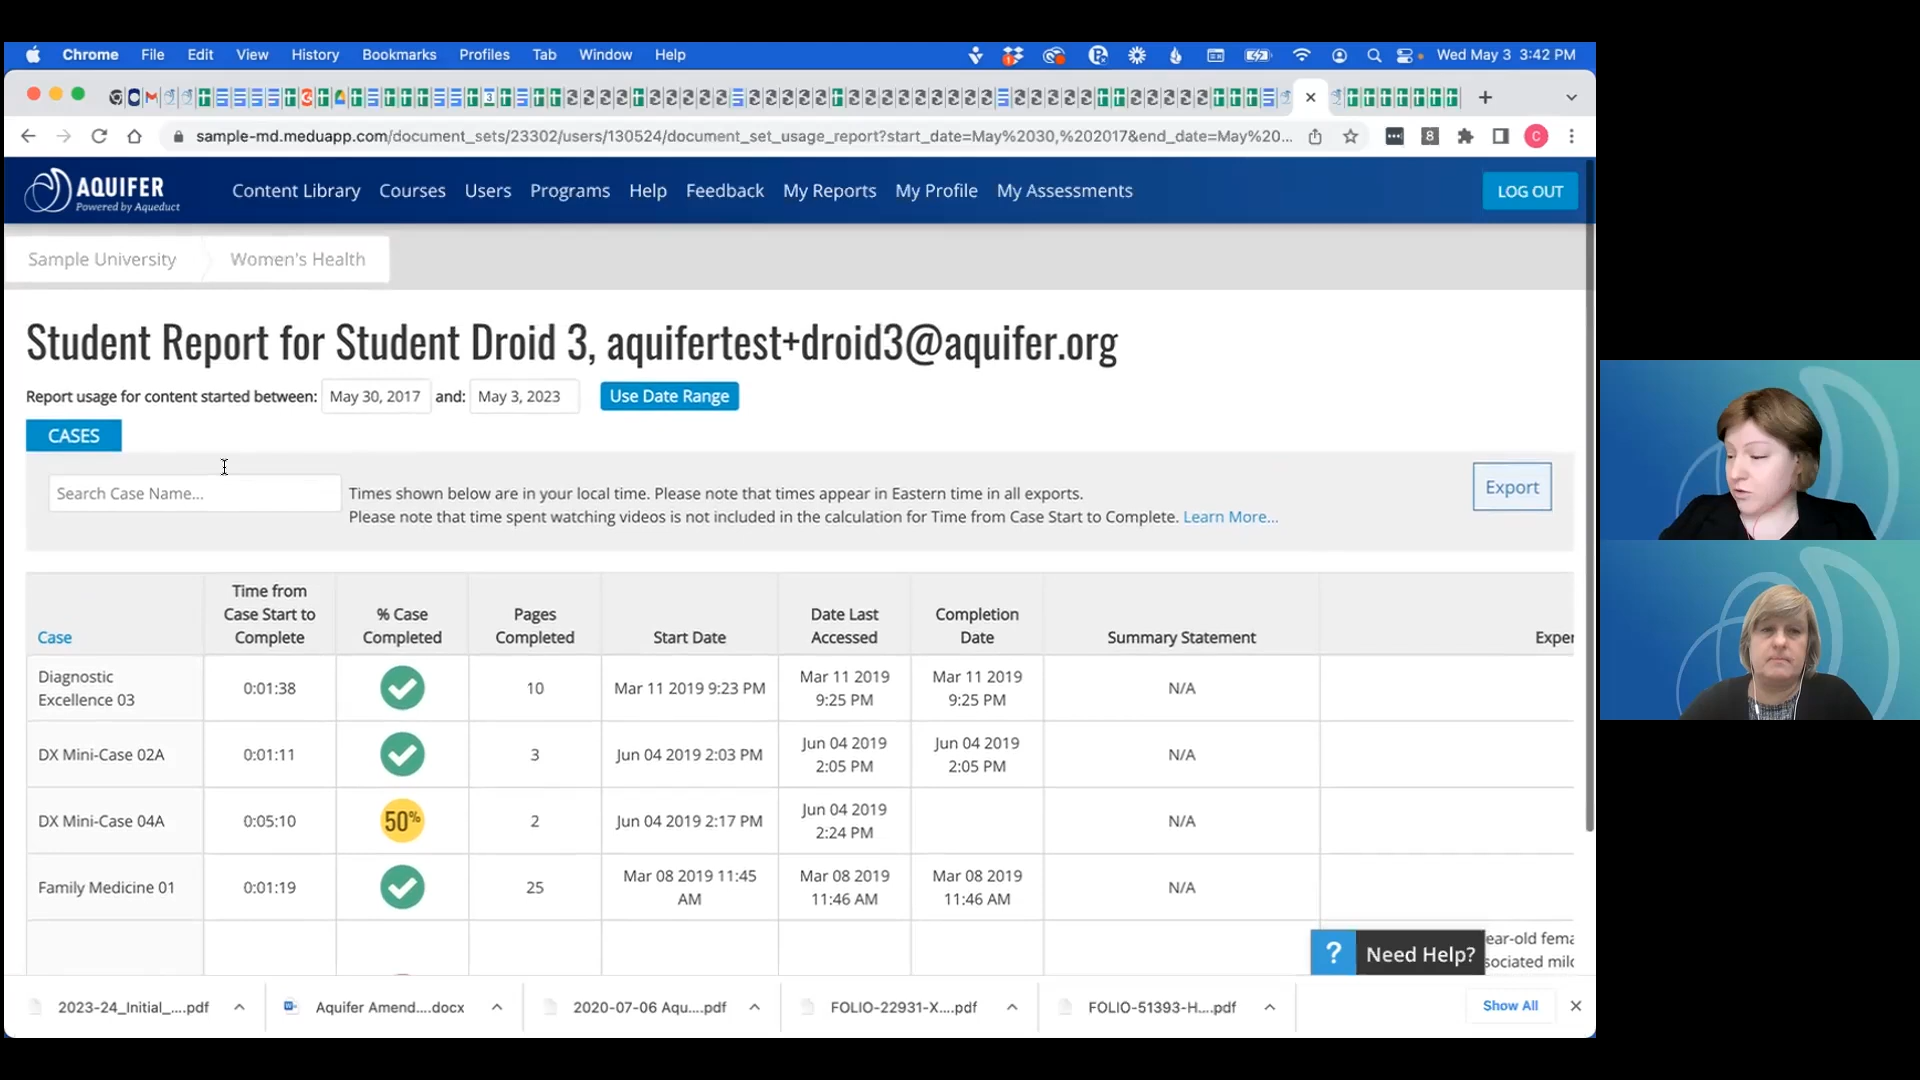 Chrome File Edit View History Bookmarks Profiles Tab Window Help Wed May 3 3:42 PM
sample-md.meduapp.com/document_sets/23302/users/130524/document_set_usage_report?start_date=May%2030,%202017&end_date=May%20...
AQUIFER
Powered by Aqueduct
Content Library Courses Users Programs Help Feedback My Reports My Profile My Assessments LOG OUT
Sample University Women's Health
Student Report for Student Droid 3, aquifertest+droid3@aquifer.org
Report usage for content started between: May 30, 2017 and: May 3, 2023 Use Date Range
CASES
Search Case Name...
Times shown below are in your local time. Please note that times appear in Eastern time in all exports.
Please note that time spent watching videos is not included in the calculation for Time from Case Start to Complete. Learn More...
Export
Case
Time from
Case Start to
Complete
% Case
Completed
Pages
Completed
Start Date
Date Last
Accessed
Completion
Date
Summary Statement
Exper
Diagnostic
Excellence 03
0:01:38
10
Mar 11 2019 9:23 PM
Mar 11 2019
9:25 PM
Mar 11 2019
9:25 PM
N/A
DX Mini-Case 02A
0:01:11
3
Jun 04 2019 2:03 PM
Jun 04 2019
2:05 PM
Jun 04 2019
2:05 PM
N/A
DX Mini-Case 04A
0:05:10
50%
2
Jun 04 2019 2:17 PM
Jun 04 2019
2:24 PM
N/A
Family Medicine 01
0:01:19
25
Mar 08 2019 11:45
AM
Mar 08 2019
11:46 AM
Mar 08 2019
11:46 AM
N/A
ear-old fema
sociated mild
? Need Help?
2023-24_Initial_....pdf
Aquifer Amend....docx
2020-07-06 Aqu....pdf
FOLIO-22931-X....pdf
FOLIO-51393-H....pdf
Show All